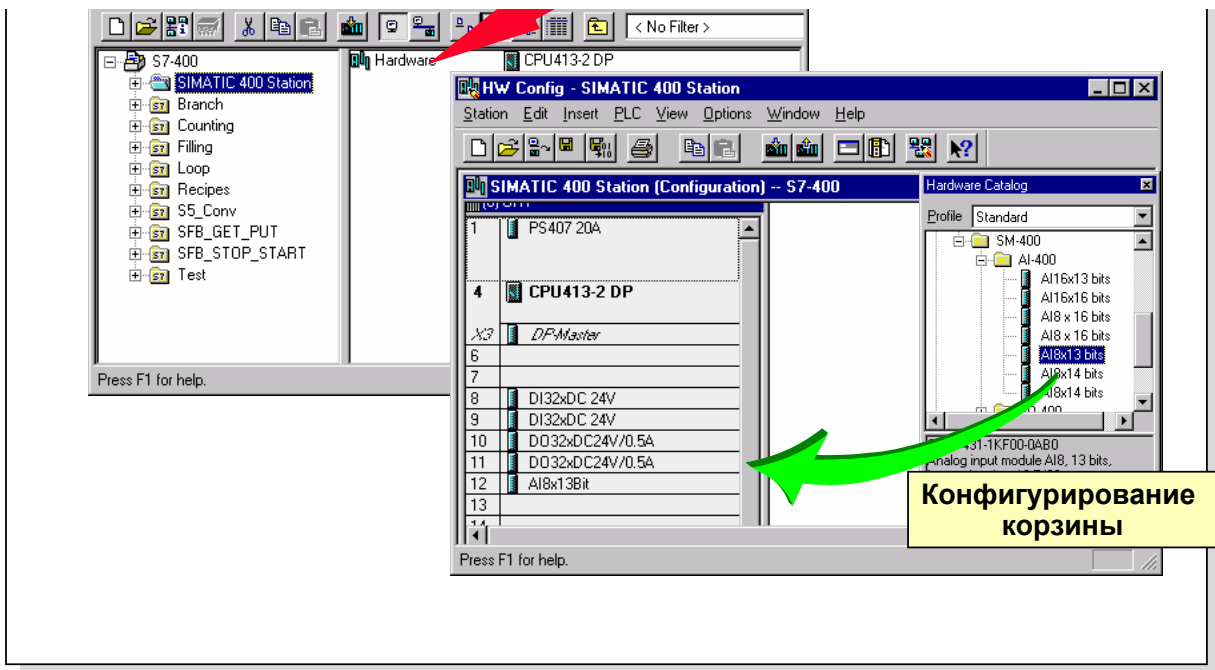 < No Filter >
S7-400
SIMATIC 400 Station
Branch
Counting
Filling
Loop
Recipes
S5_Conv
SFB_GET_PUT
SFB_STOP_START
Test
Hardware
CPU413-2 DP
Press F1 for help.
HW Config - SIMATIC 400 Station
Station Edit Insert PLC View Options Window Help
SIMATIC 400 Station (Configuration) -- S7-400
1 PS407 20A
4 CPU413-2 DP
X3 DP-Master
6
7
8 DI32xDC 24V
9 DI32xDC 24V
10 DO32xDC24V/0.5A
11 DO32xDC24V/0.5A
12 AI8x13Bit
13
14
Press F1 for help.
Hardware Catalog
Profile Standard
SM-400
AI-400
AI16x13 bits
AI16x16 bits
AI8 x 16 bits
AI8 x 16 bits
AI8x13 bits
AI8x14 bits
AI8x14 bits
431-1KF00-0AB0
Analog input module AI8, 13 bits,
Конфигурирование
корзины